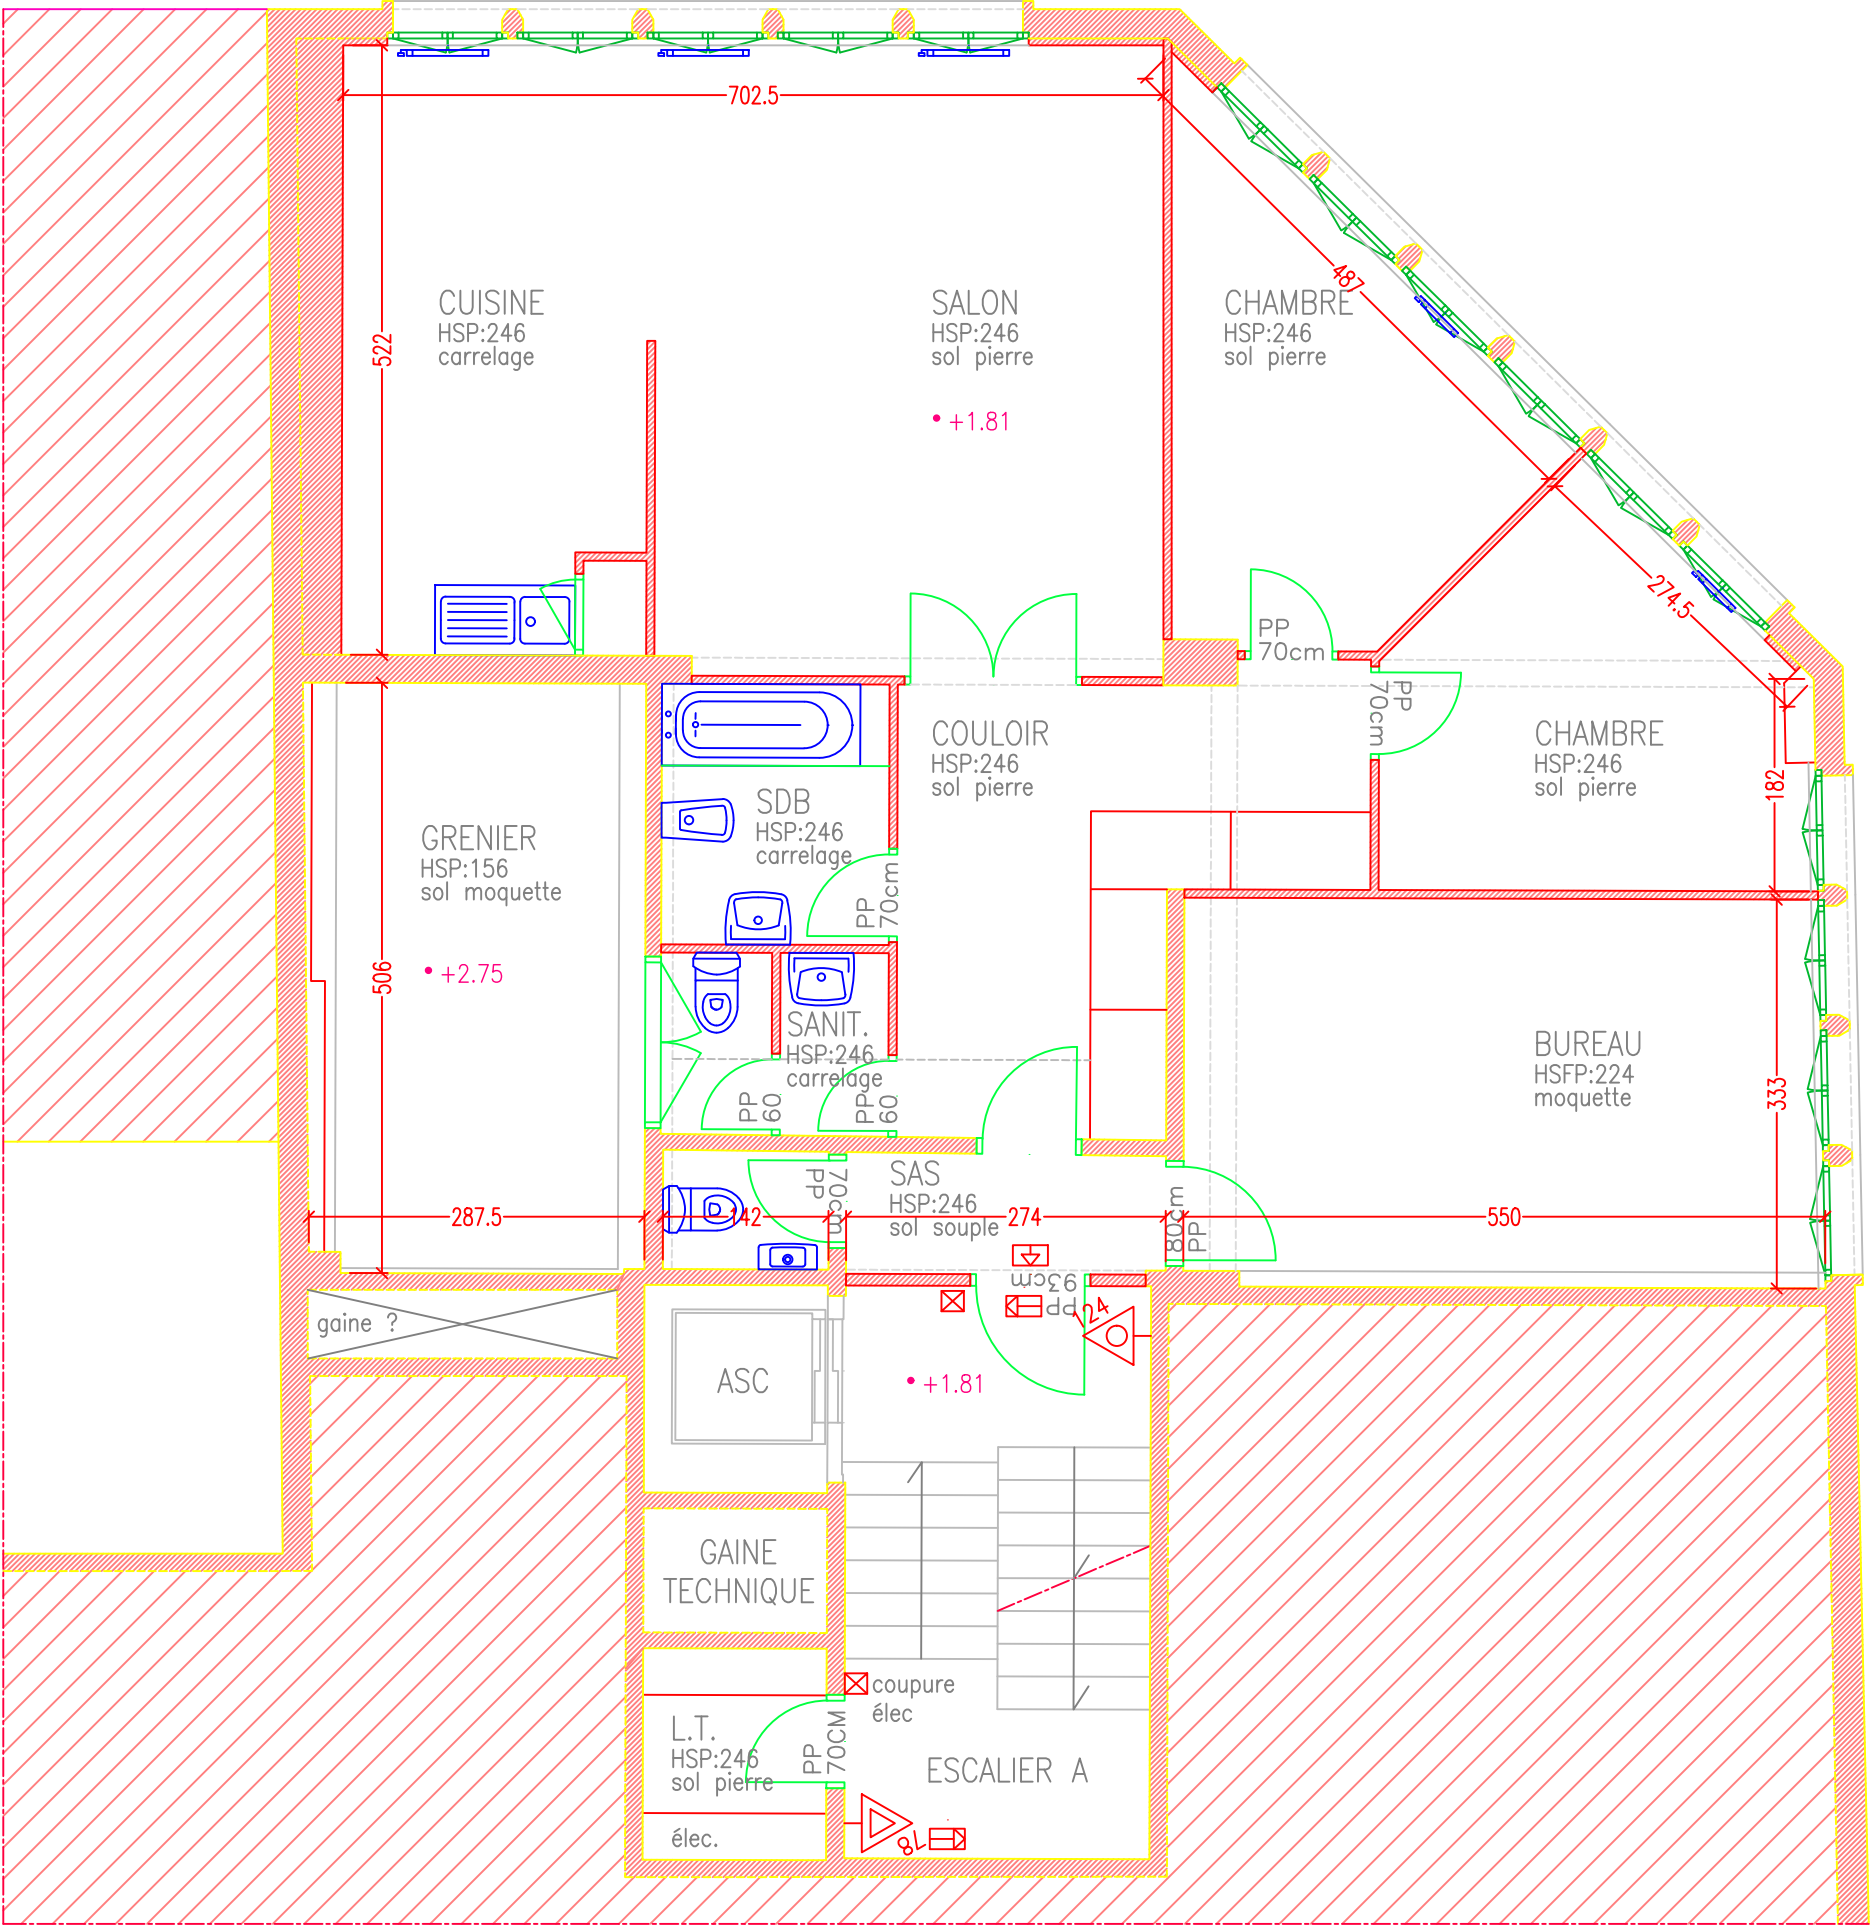 702.5
487
522
CUISINE
HSP:246
carrelage
SALON
HSP:246
sol pierre
+1.81
CHAMBRE
HSP:246
sol pierre
274.5
PP
70cm
PP
70cm
COULOIR
HSP:246
sol pierre
CHAMBRE
HSP:246
sol pierre
182
SDB
HSP:246
carrelage
PP
70cm
GRENIER
HSP:156
sol moquette
+2.75
506
SANIT.
HSP:246
carrelage
PP
60
PP
60
BUREAU
HSFP:224
moquette
333
SAS
HSP:246
sol souple
70cm
PP
80cm
PP
287.5
142
274
550
93cm
PP
124
gaine ?
ASC
+1.81
GAINE
TECHNIQUE
coupure
élec
L.T.
HSP:246
sol pierre
PP
70CM
ESCALIER A
élec.
78